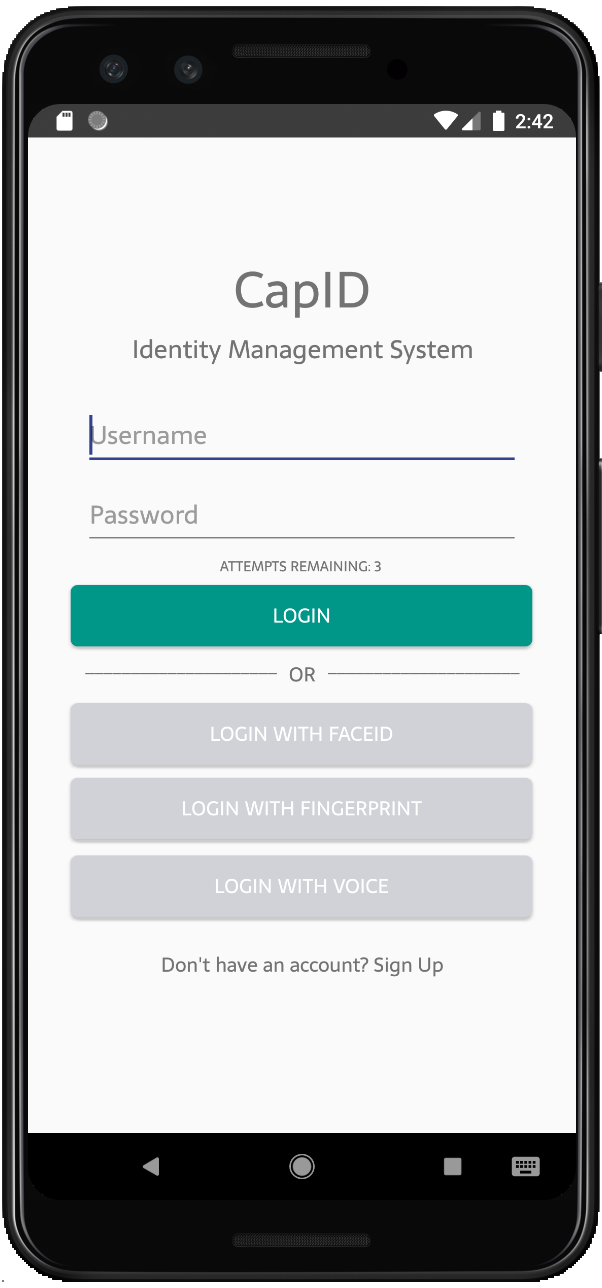 2:42
CapID
Identity Management System
Username
Password
ATTEMPTS REMAINING: 3
LOGIN
OR
LOGIN WITH FACEID
LOGIN WITH FINGERPRINT
LOGIN WITH VOICE
Don't have an account? Sign Up